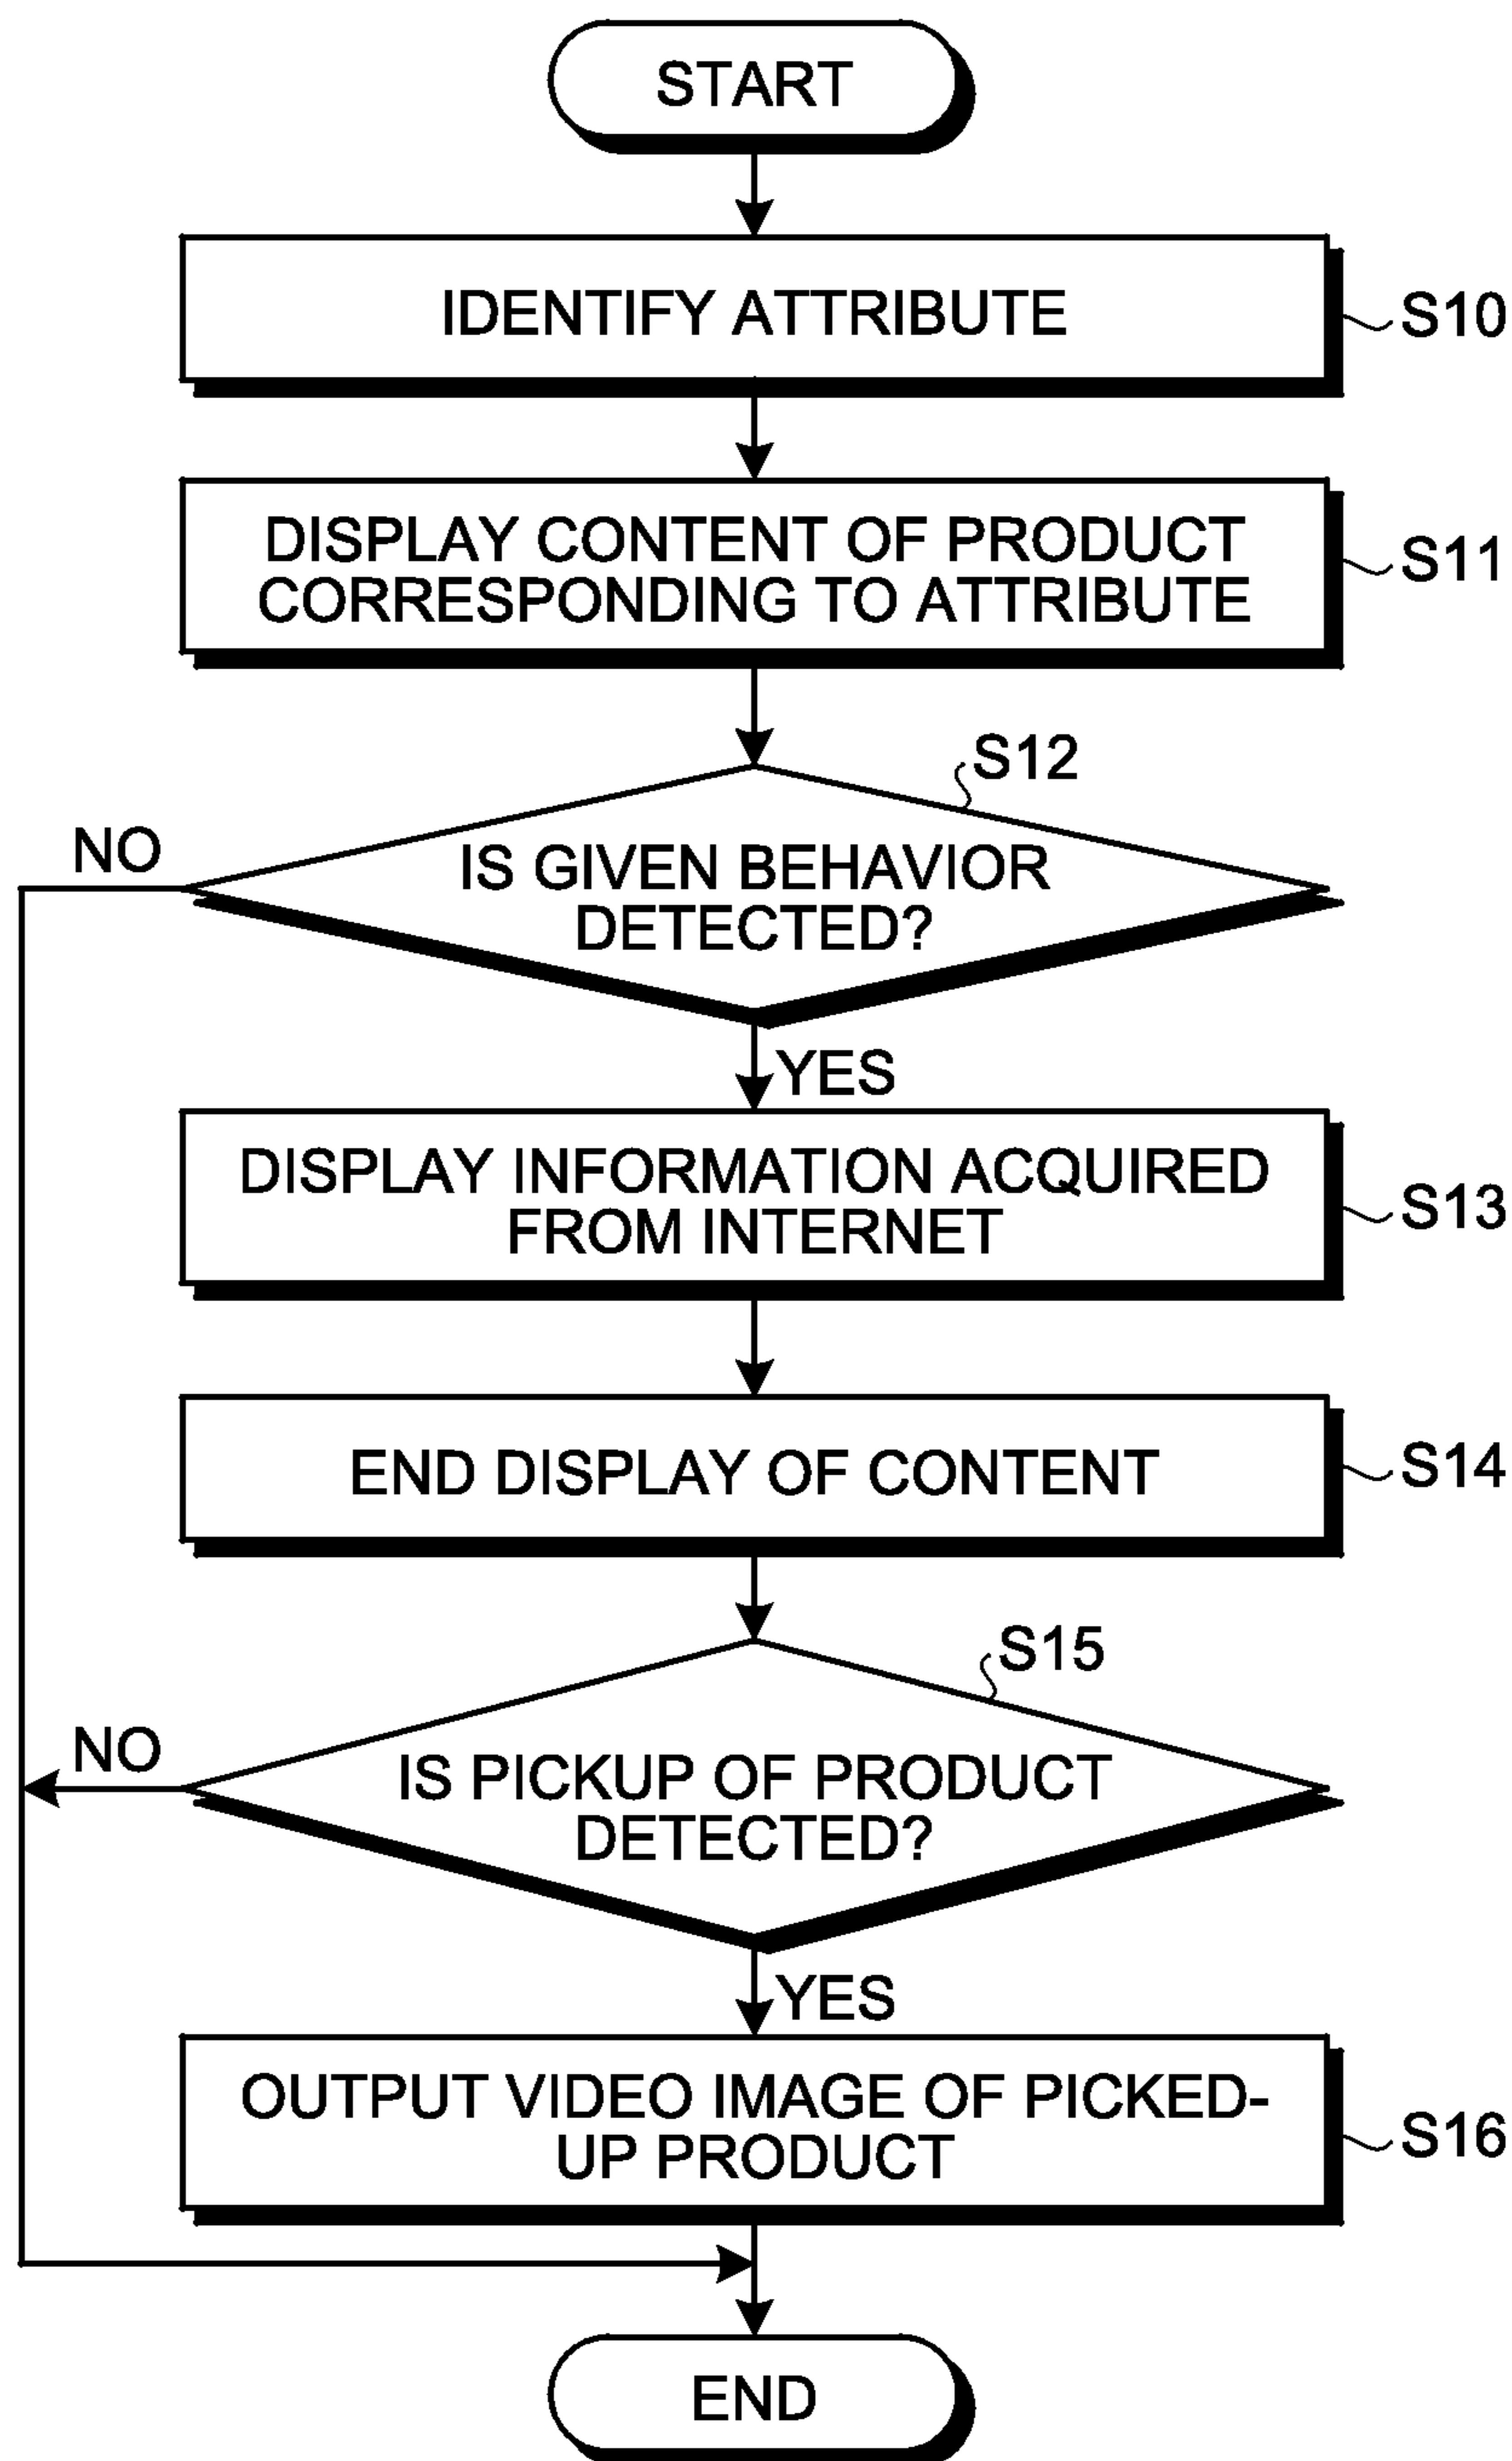 START
IDENTIFY ATTRIBUTE
S10
DISPLAY CONTENT OF PRODUCT
CORRESPONDING TO ATTRIBUTE
S11
S12
NO
IS GIVEN BEHAVIOR
DETECTED?
YES
DISPLAY INFORMATION ACQUIRED
FROM INTERNET
S13
END DISPLAY OF CONTENT
S14
S15
NO
IS PICKUP OF PRODUCT
DETECTED?
YES
OUTPUT VIDEO IMAGE OF PICKED-
UP PRODUCT
S16
END